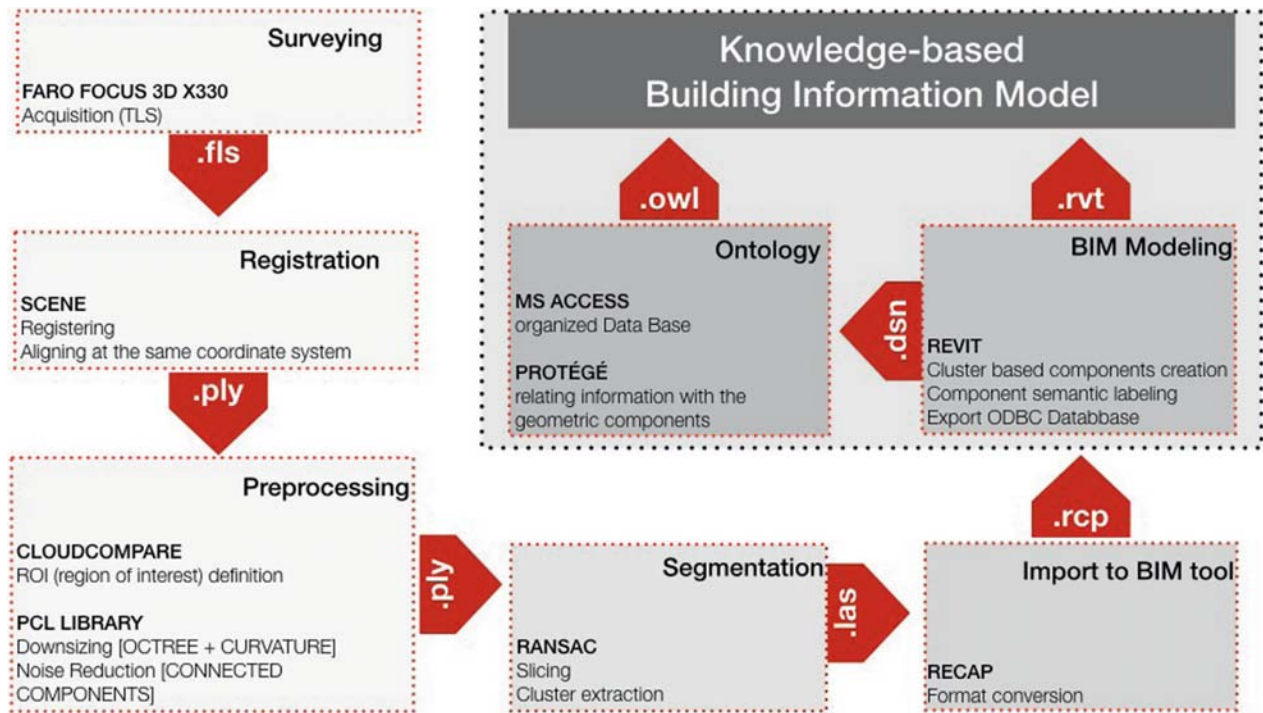 Surveying
FARO FOCUS 3D X330
Acquisition (TLS)
.fls
Registration
SCENE
Registering
Aligning at the same coordinate system
.ply
Preprocessing
CLOUDCOMPARE
ROI (region of interest) definition
PCL LIBRARY
Downsizing [OCTREE + CURVATURE]
Noise Reduction [CONNECTED
COMPONENTS]
.ply
Segmentation
RANSAC
Slicing
Cluster extraction
.las
Import to BIM tool
RECAP
Format conversion
.rcp
BIM Modeling
REVIT
Cluster based components creation
Component semantic labeling
Export ODBC Databbase
.dsn
Ontology
MS ACCESS
organized Data Base
PROTÉGÉ
relating information with the
geometric components
.owl
.rvt
Knowledge-based
Building Information Model